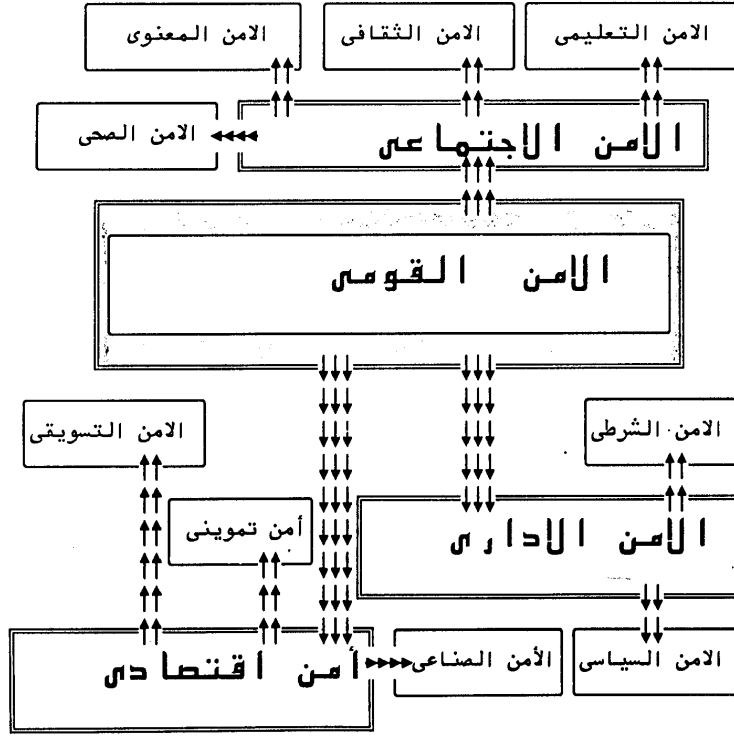 الامن التعليمى
الامن الثقافى
الامن المعنوى
الامن الاجتماعى
الامن الصحى
الامن القومى
الامن الشرطى
الامن التسويقى
أمن تموينى
الامن الادارى
الامن السياسى
الأمن الصناعى
أمن اقتصادى